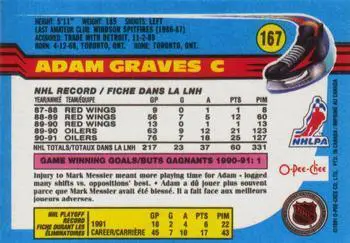 HEIGHT: 5'11" WEIGHT: 185 SHOOTS: LEFT
LAST AMATEUR CLUB: WINDSOR SPITFIRES (1986-87)
ACQUIRED: TRADE WITH DETROIT, 11-2-89
BORN: 4-12-68, TORONTO, ONT. HOME: TORONTO, ONT.
167
ADAM GRAVES C
NHL RECORD / FICHE DANS LA LNH
YEAR/ANNÉE TEAM/ÉQUIPE GP G A PTS PIM
87-88 RED WINGS 9 0 1 1 8
88-89 RED WINGS 56 7 5 12 60
89-90 RED WINGS 13 0 1 1 13
89-90 OILERS 63 9 12 21 123
90-91 OILERS 76 7 18 25 127
NHL TOTALS/TOTAUX DANS LA LNH 217 23 37 60 331
GAME WINNING GOALS/BUTS GAGNANTS 1990-91: 1
Injury to Mark Messier meant more playing time for Adam - logged
many shifts vs. oppositions' best. • Adam a dû jouer plus souvent
parce que Mark Messier avait été blessé. Il a fait face aux meilleurs
joueurs adverses.
NHL PLAYOFF
RECORD
FICHE DURANT
LES
ÉLIMINATOIRES
GP G A PTS PIM
1991 18 2 4 6 22
CAREER/CARRIÈRE 45 7 10 17 43
NHLPA
O-Pee-Chee